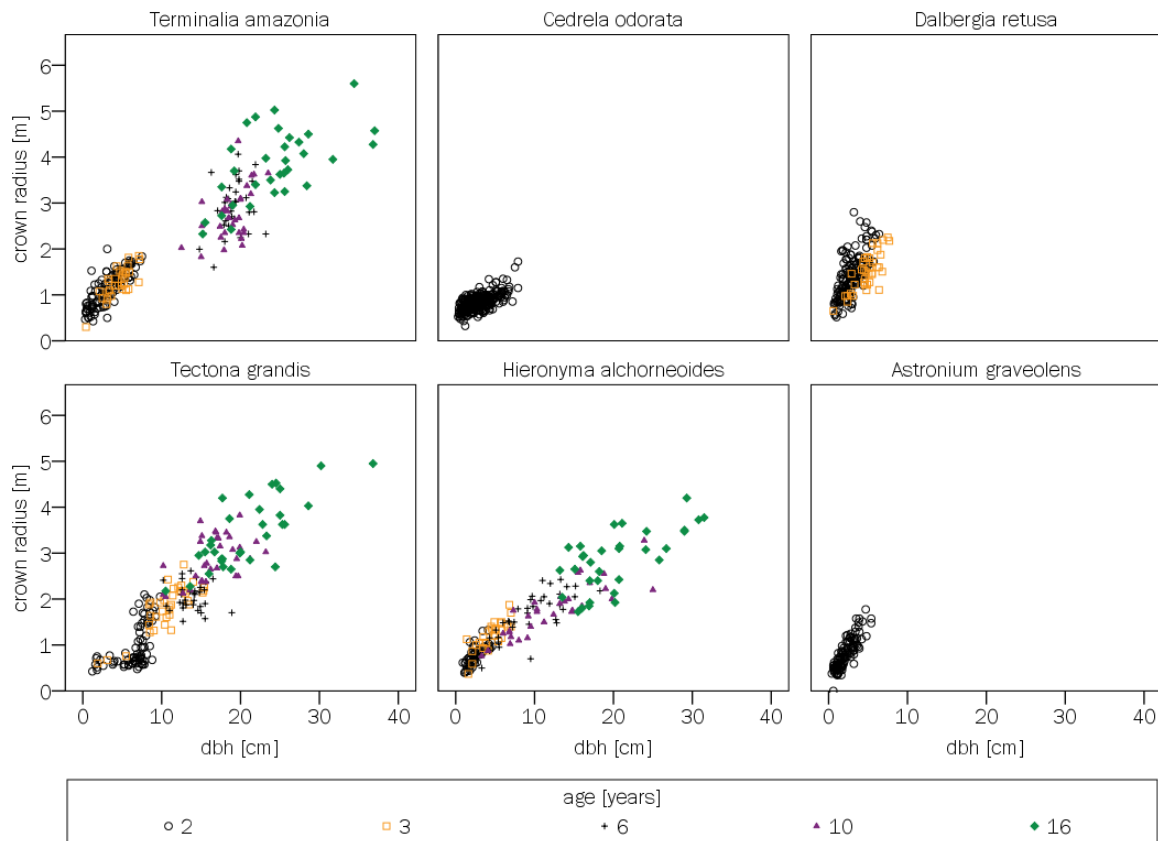 Terminalia amazonia
Cedrela odorata
Dalbergia retusa
crown radius [m]
6
5
4
3
2
1
0
Tectona grandis
Hieronyma alchorneoides
Astronium graveolens
crown radius [m]
6
5
4
3
2
1
0
0 10 20 30 40
0 10 20 30 40
0 10 20 30 40
dbh [cm]
dbh [cm]
dbh [cm]
age [years]
2 3 6 10 16